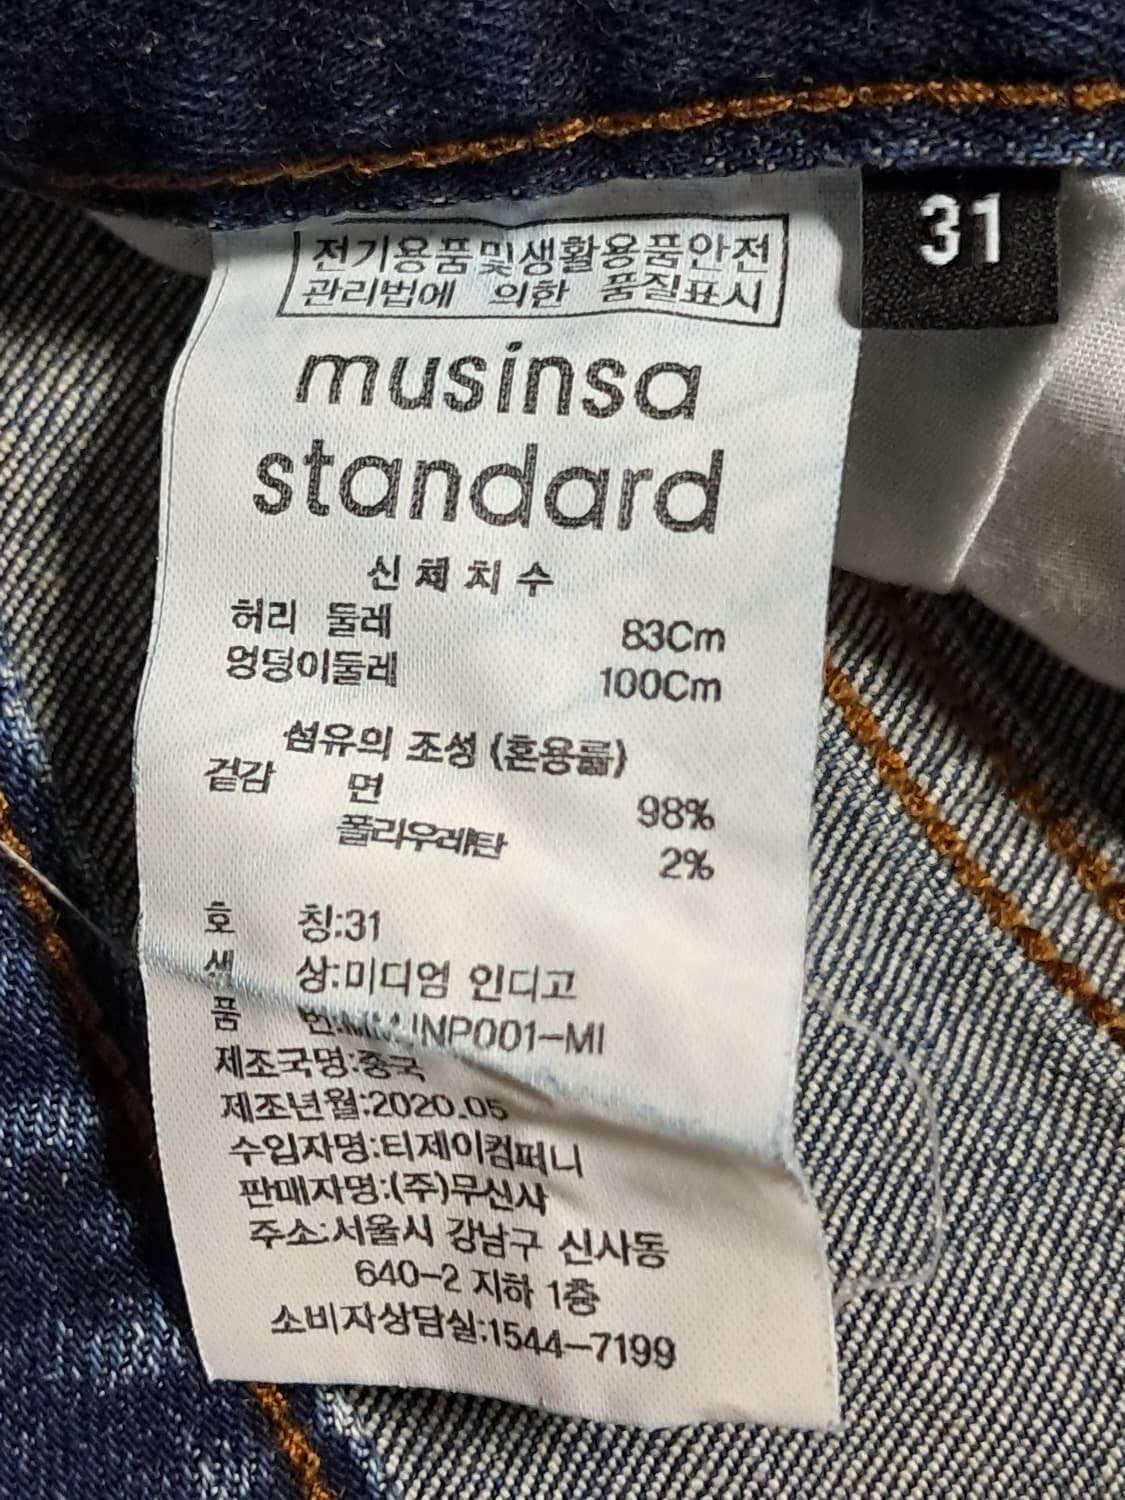 31
전기용품및생활용품안전
관리법에 의한 품질표시
musinsa
standard
신체치수
허리 둘레 83Cm
엉덩이둘레 100Cm
섬유의 조성 (혼용률)
겉감 면 98%
폴리우레탄 2%
호 칭:31
색 상:미디엄 인디고
품 번:
제조국명:중국
제조년월:2020.05
수입자명:티제이컴퍼니
판매자명:(주)무신사
주소:서울시 강남구 신사동
640-2 지하 1층
소비자상담실:1544-7199